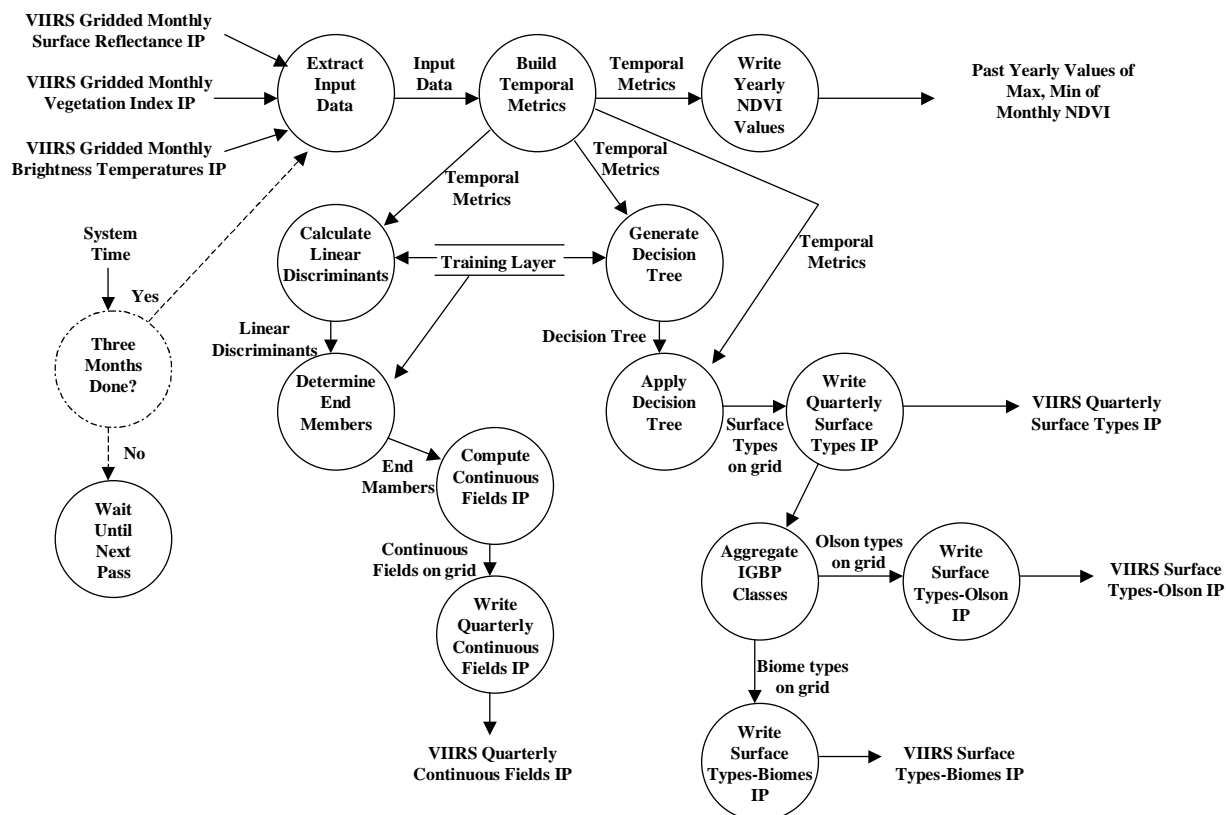 VIIRS Gridded Monthly
Surface Reflectance IP
VIIRS Gridded Monthly
Vegetation Index IP
VIIRS Gridded Monthly
Brightness Temperatures IP
Extract
Input
Data
Input
Data
Build
Temporal
Metrics
Temporal
Metrics
Write
Yearly
NDVI
Values
Past Yearly Values of
Max, Min of
Monthly NDVI
Temporal
Metrics
Temporal
Metrics
Temporal
Metrics
System
Time
Yes
Three
Months
Done?
No
Wait
Until
Next
Pass
Calculate
Linear
Discriminants
Training Layer
Generate
Decision
Tree
Linear
Discriminants
Decision Tree
Determine
End
Members
Apply
Decision
Tree
Surface
Types
on grid
Write
Quarterly
Surface
Types IP
VIIRS Quarterly
Surface Types IP
End
Mambers
Compute
Continuous
Fields IP
Continuous
Fields on grid
Write
Quarterly
Continuous
Fields IP
VIIRS Quarterly
Continuous Fields IP
Aggregate
IGBP
Classes
Olson types
on grid
Write
Surface
Types-Olson
IP
VIIRS Surface
Types-Olson IP
Biome types
on grid
Write
Surface
Types-Biomes
IP
VIIRS Surface
Types-Biomes IP